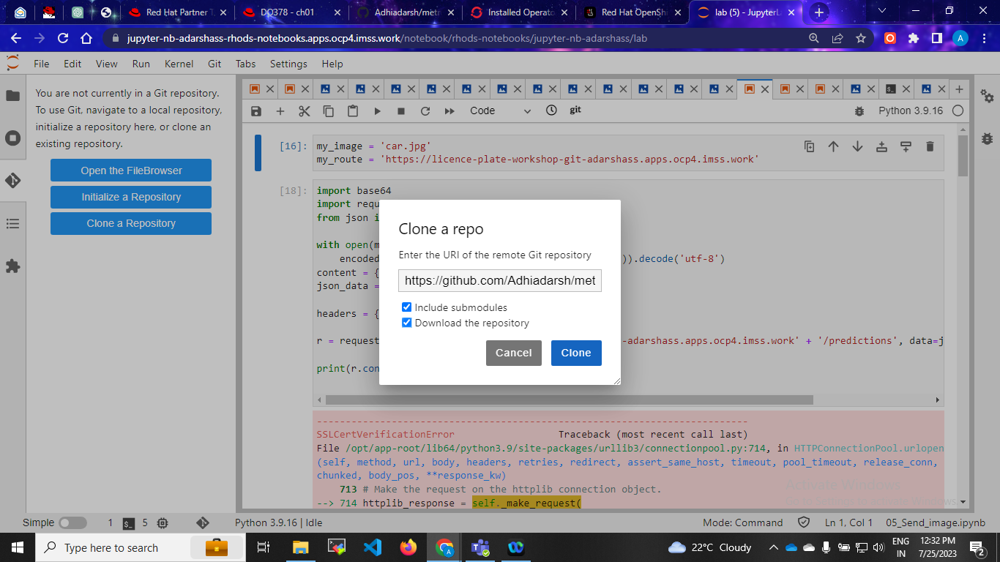 Red Hat Partner T
DO378 - ch01
Adhiadarsh/metr
Installed Operato
Red Hat OpenShi
lab (5) - JupyterLa
jupyter-nb-adarshass-rhods-notebooks.apps.ocp4.imss.work/notebook/rhods-notebooks/jupyter-nb-adarshass/lab
A
File Edit View Run Kernel Git Tabs Settings Help
You are not currently in a Git repository.
To use Git, navigate to a local repository,
initialize a repository here, or clone an
existing repository.
Open the FileBrowser
Initialize a Repository
Clone a Repository
Code
git
Python 3.9.16
[16]:
my_image = 'car.jpg'
my_route = 'https://licence-plate-workshop-git-adarshass.apps.ocp4.imss.work'
[18]:
import base64
import requ
from json i
with open(m
encoded )).decode('utf-8')
content = {
json_data =
headers = {
r = request -adarshass.apps.ocp4.imss.work' + '/predictions', data=j
print(r.con
Clone a repo
Enter the URI of the remote Git repository
https://github.com/Adhiadarsh/met
Include submodules
Download the repository
Cancel Clone
---------------------------------------------------------------------------
SSLCertVerificationError Traceback (most recent call last)
File /opt/app-root/lib64/python3.9/site-packages/urllib3/connectionpool.py:714, in HTTPConnectionPool.urlopen
(self, method, url, body, headers, retries, redirect, assert_same_host, timeout, pool_timeout, release_conn,
chunked, body_pos, **response_kw)
713 # Make the request on the httplib connection object.
--> 714 httplib_response = self._make_request(
Activate Windows
Simple 1 5 Python 3.9.16 | Idle Mode: Command Ln 1, Col 1 05_Send_image.ipynb
Type here to search
22°C Cloudy
ENG
IN
12:32 PM
7/25/2023
2